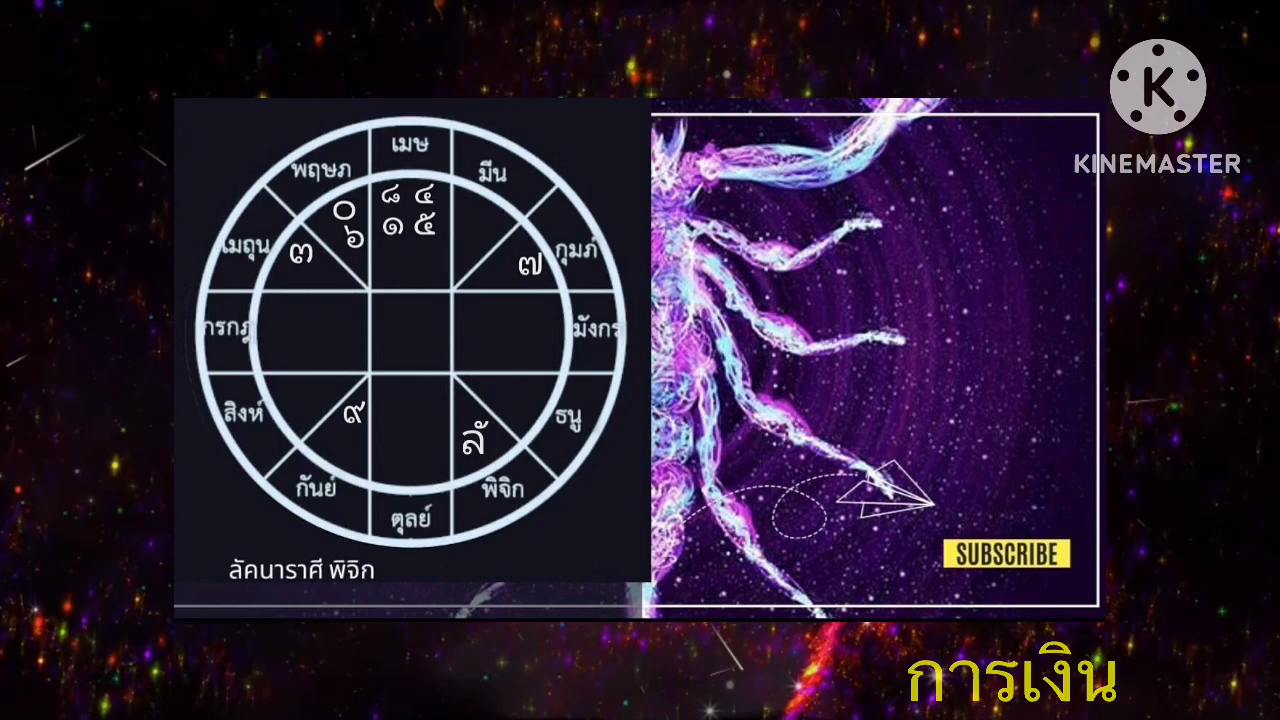 เมษ
พฤษภ
มีน
๘ ๔
๐
๑ ๕
๖
เมถุน
๓
๗
กุมภ์
กรกฎ
มังกร
สิงห์
๙
ลั
ธนู
กันย์
พิจิก
ตุลย์
ลัคนาราศี พิจิก
K
KINEMASTER
SUBSCRIBE
การเงิน